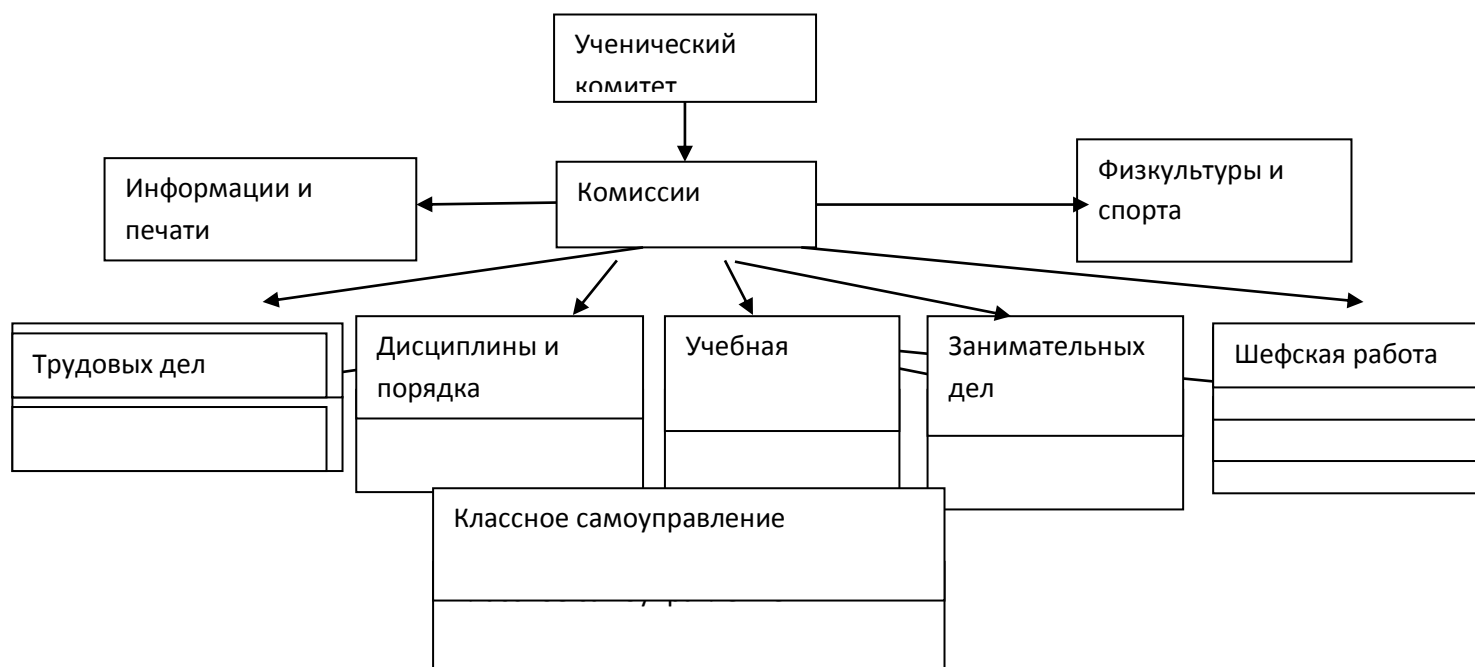 Ученический
комитет
Информации и
печати
Комиссии
Физкультуры и
спорта
Трудовых дел
Дисциплины и
порядка
Учебная
Занимательных
дел
Шефская работа
Классное самоуправление